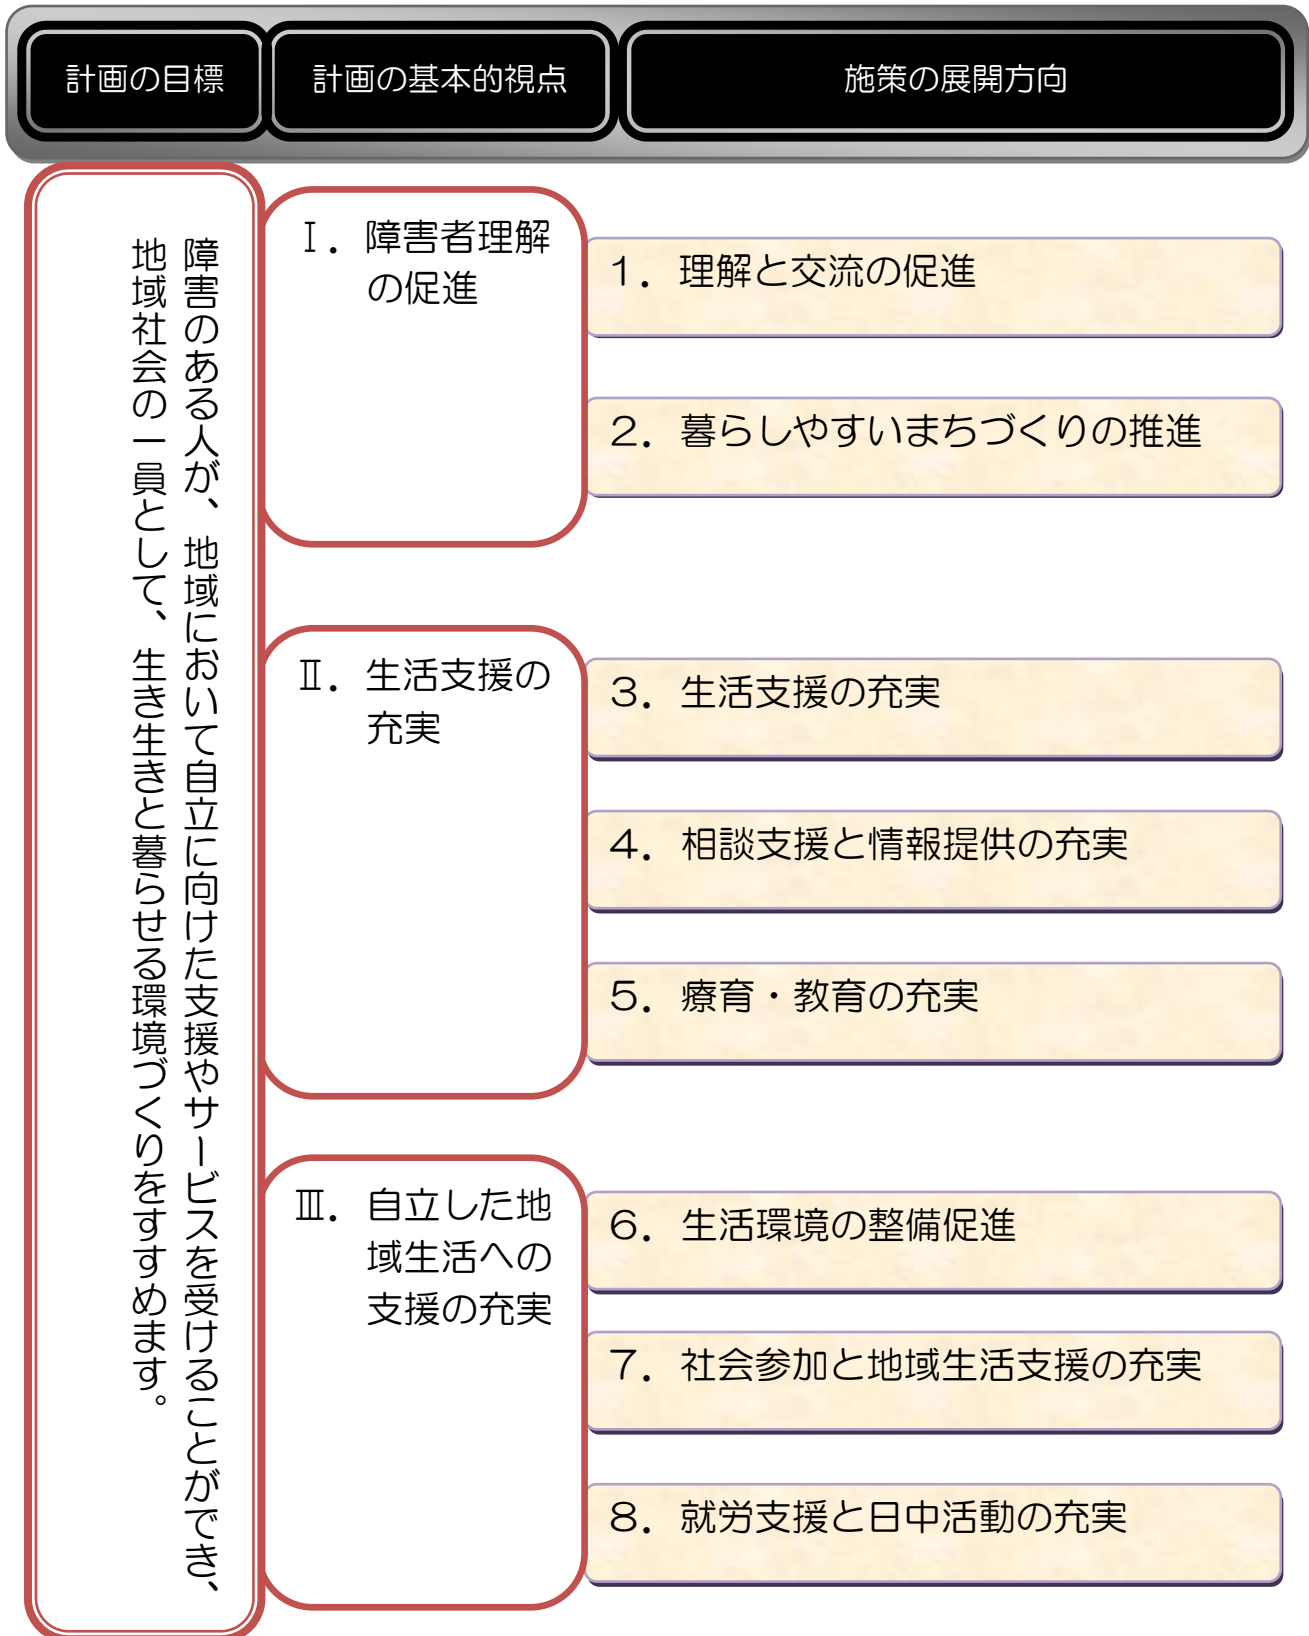 計画の目標
計画の基本的視点
施策の展開方向
障害のある人が、地域において自立に向けた支援やサービスを受けることができ、
地域社会の一員として、生き生きと暮らせる環境づくりをすすめます。
Ⅰ．障害者理解
の促進
１．理解と交流の促進
２．暮らしやすいまちづくりの推進
Ⅱ．生活支援の
充実
３．生活支援の充実
４．相談支援と情報提供の充実
５．療育・教育の充実
Ⅲ．自立した地
域生活への
支援の充実
６．生活環境の整備促進
７．社会参加と地域生活支援の充実
８．就労支援と日中活動の充実